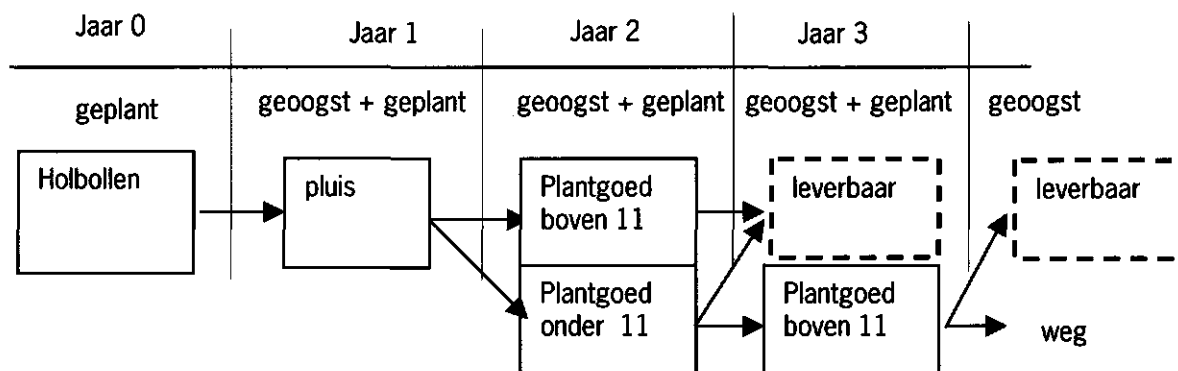 Jaar 0
Jaar 1
Jaar 2
Jaar 3
geplant
geoogst + geplant
geoogst + geplant
geoogst + geplant
geoogst
Holbollen
pluis
Plantgoed
boven 11
leverbaar
leverbaar
Plantgoed
onder 11
Plantgoed
boven 11
weg